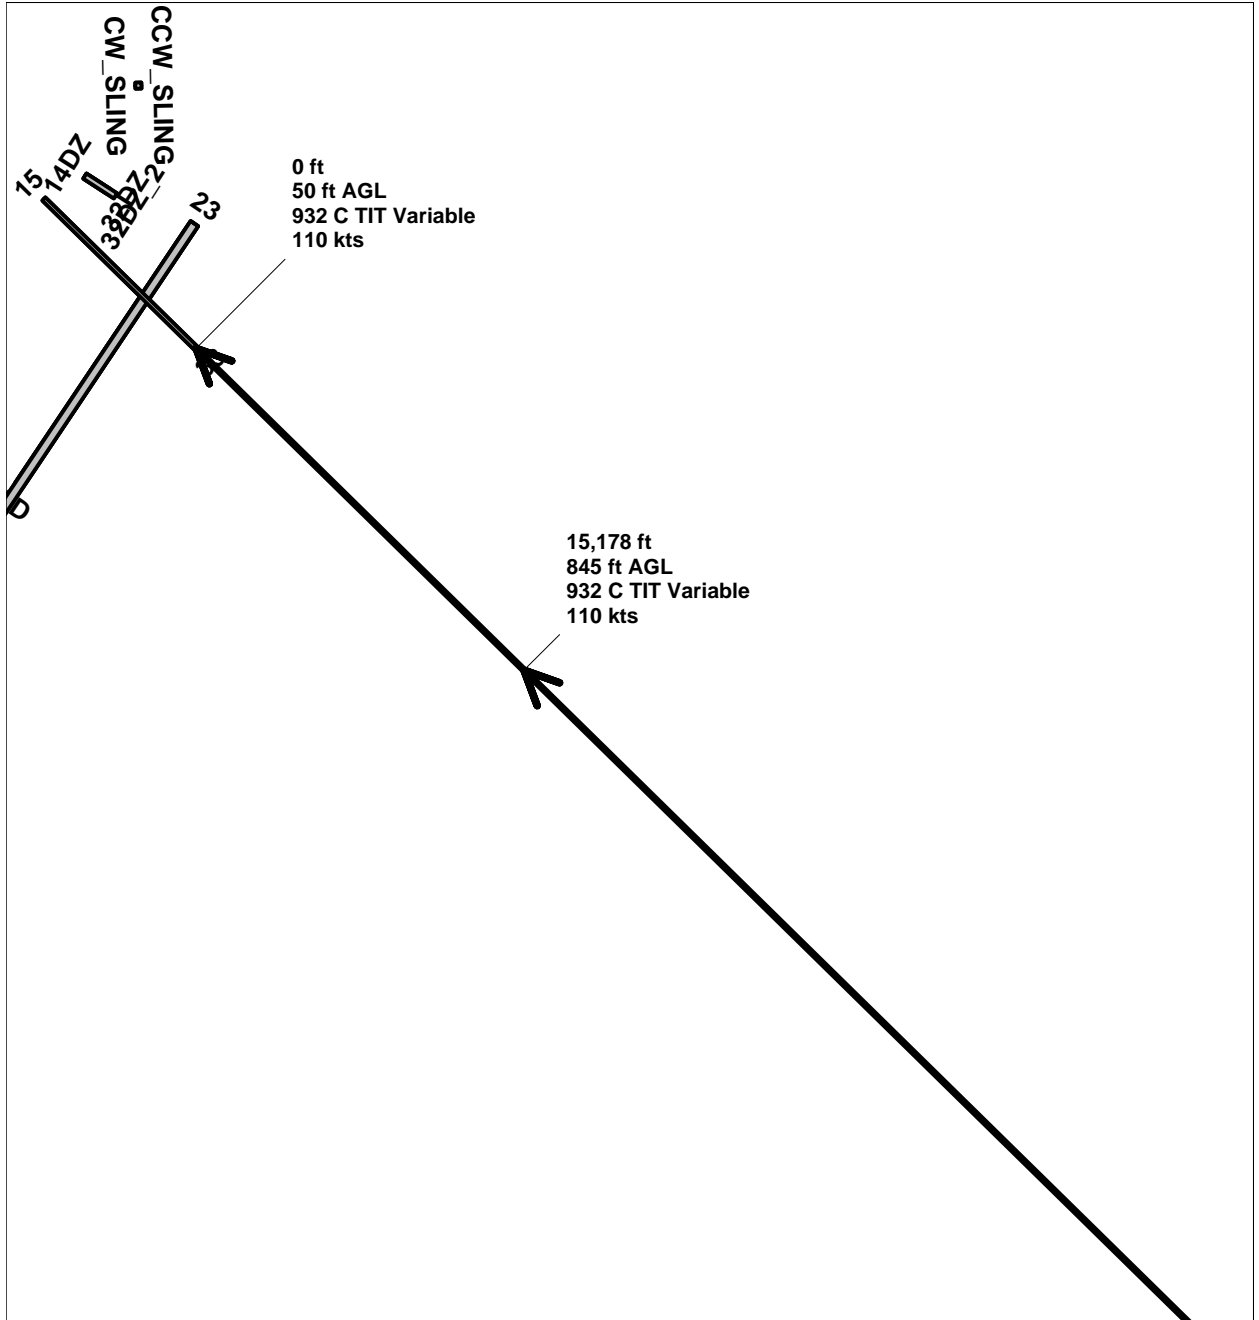 CW_SLING
CCW_SLING
14DZ
15
32DZ_2
23
0 ft
50 ft AGL
932 C TIT Variable
110 kts
D
15,178 ft
845 ft AGL
932 C TIT Variable
110 kts